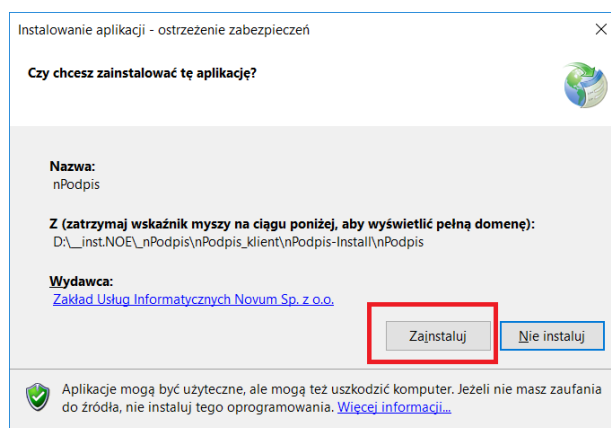 Instalowanie aplikacji - ostrzeżenie zabezpieczeń
Czy chcesz zainstalować tę aplikację?
Nazwa:
nPodpis
Z (zatrzymaj wskaźnik myszy na ciągu poniżej, aby wyświetlić pełną domenę):
D:\__inst.NOE\_nPodpis\nPodpis_klient\nPodpis-Install\nPodpis
Wydawca:
Zakład Usług Informatycznych Novum Sp. z o.o.
Zainstaluj
Nie instaluj
Aplikacje mogą być użyteczne, ale mogą też uszkodzić komputer. Jeżeli nie masz zaufania
do źródła, nie instaluj tego oprogramowania. Więcej informacji...